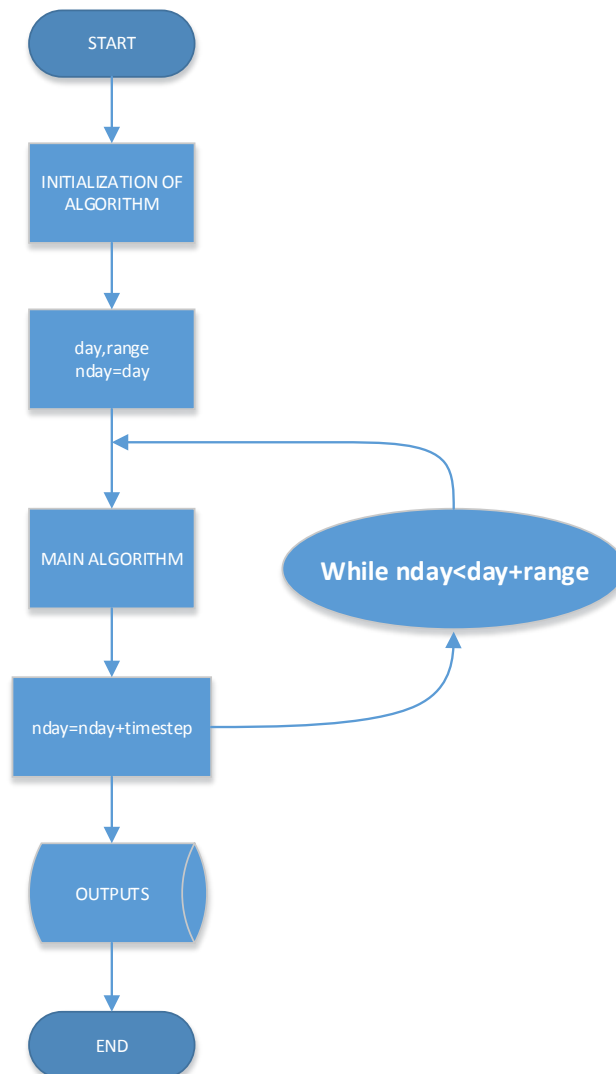 START
INITIALIZATION OF
ALGORITHM
day,range
nday=day
MAIN ALGORITHM
While nday<day+range
nday=nday+timestep
OUTPUTS
END